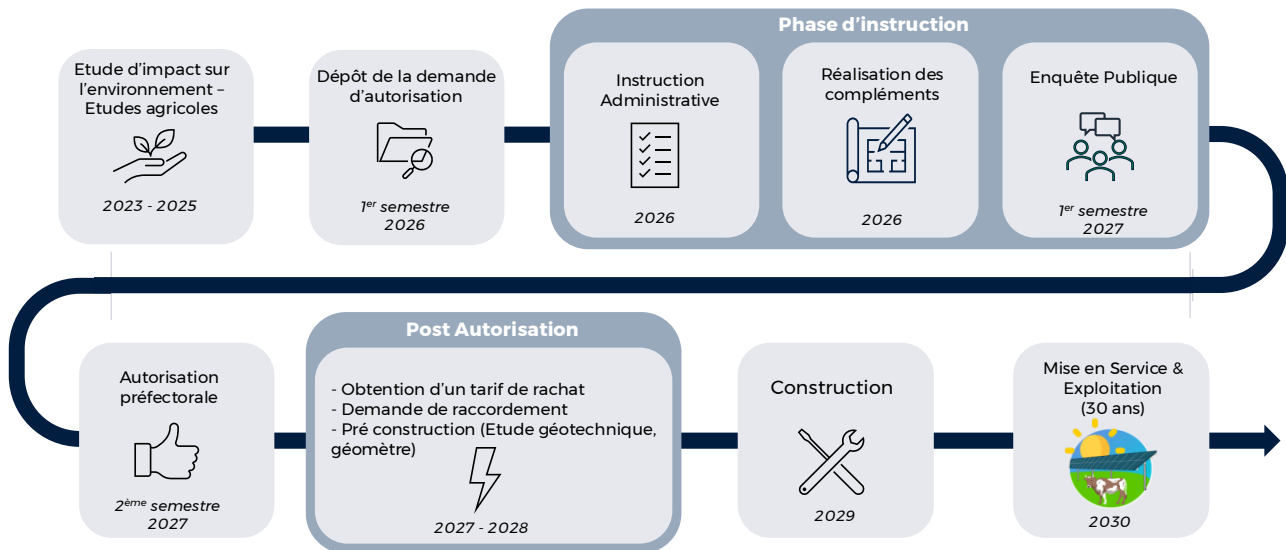 Etude d'impact sur
l'environnement –
Etudes agricoles
2023 - 2025
Dépôt de la demande
d'autorisation
1er semestre
2026
Phase d'instruction
Instruction
Administrative
2026
Réalisation des
compléments
2026
Enquête Publique
1er semestre
2027
Autorisation
préfectorale
2ème semestre
2027
Post Autorisation
- Obtention d'un tarif de rachat
- Demande de raccordement
- Pré construction (Etude géotechnique,
géomètre)
2027 - 2028
Construction
2029
Mise en Service &
Exploitation
(30 ans)
2030